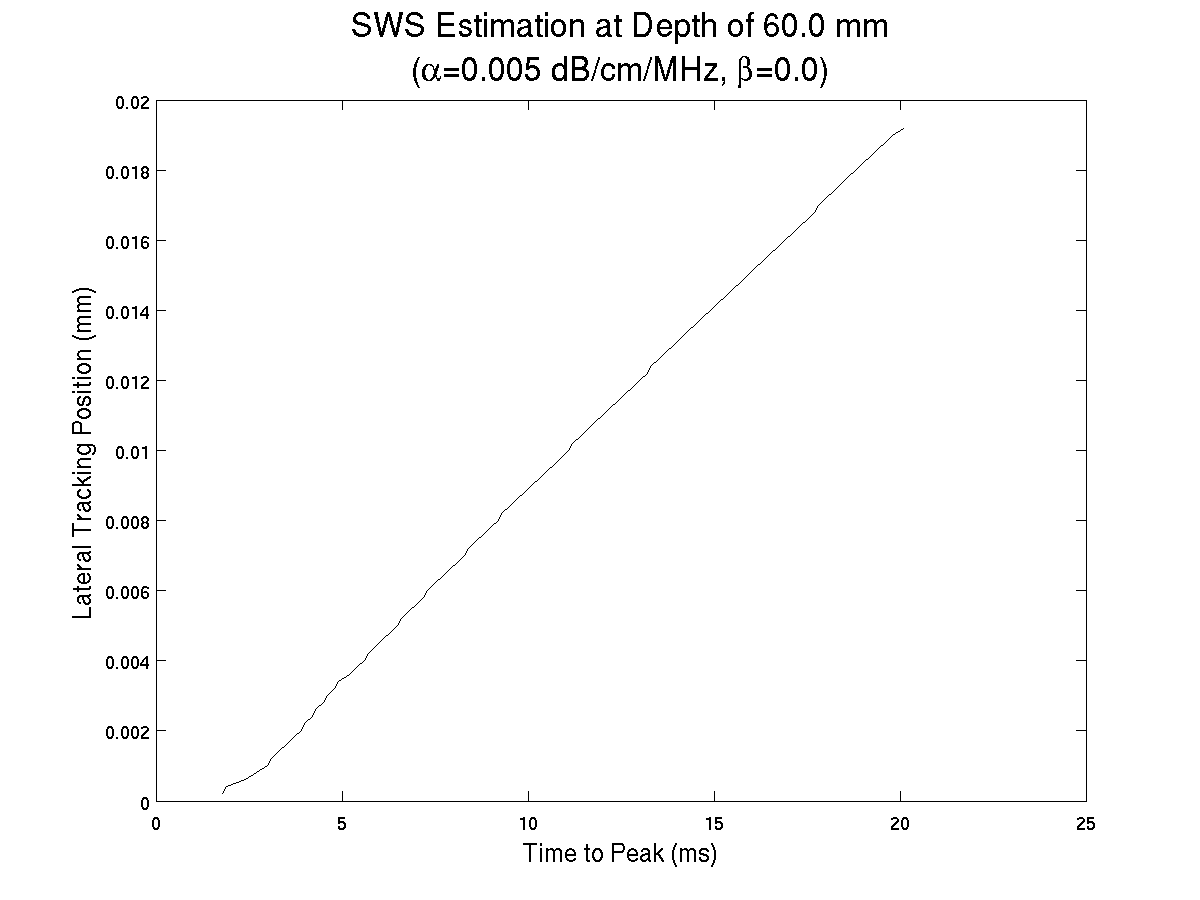 SWS Estimation at Depth of 60.0 mm
(α=0.005 dB/cm/MHz, β=0.0)
0.02
0.018
0.016
0.014
0.012
0.01
0.008
0.006
0.004
0.002
0
Lateral Tracking Position (mm)
0 5 10 15 20 25
Time to Peak (ms)